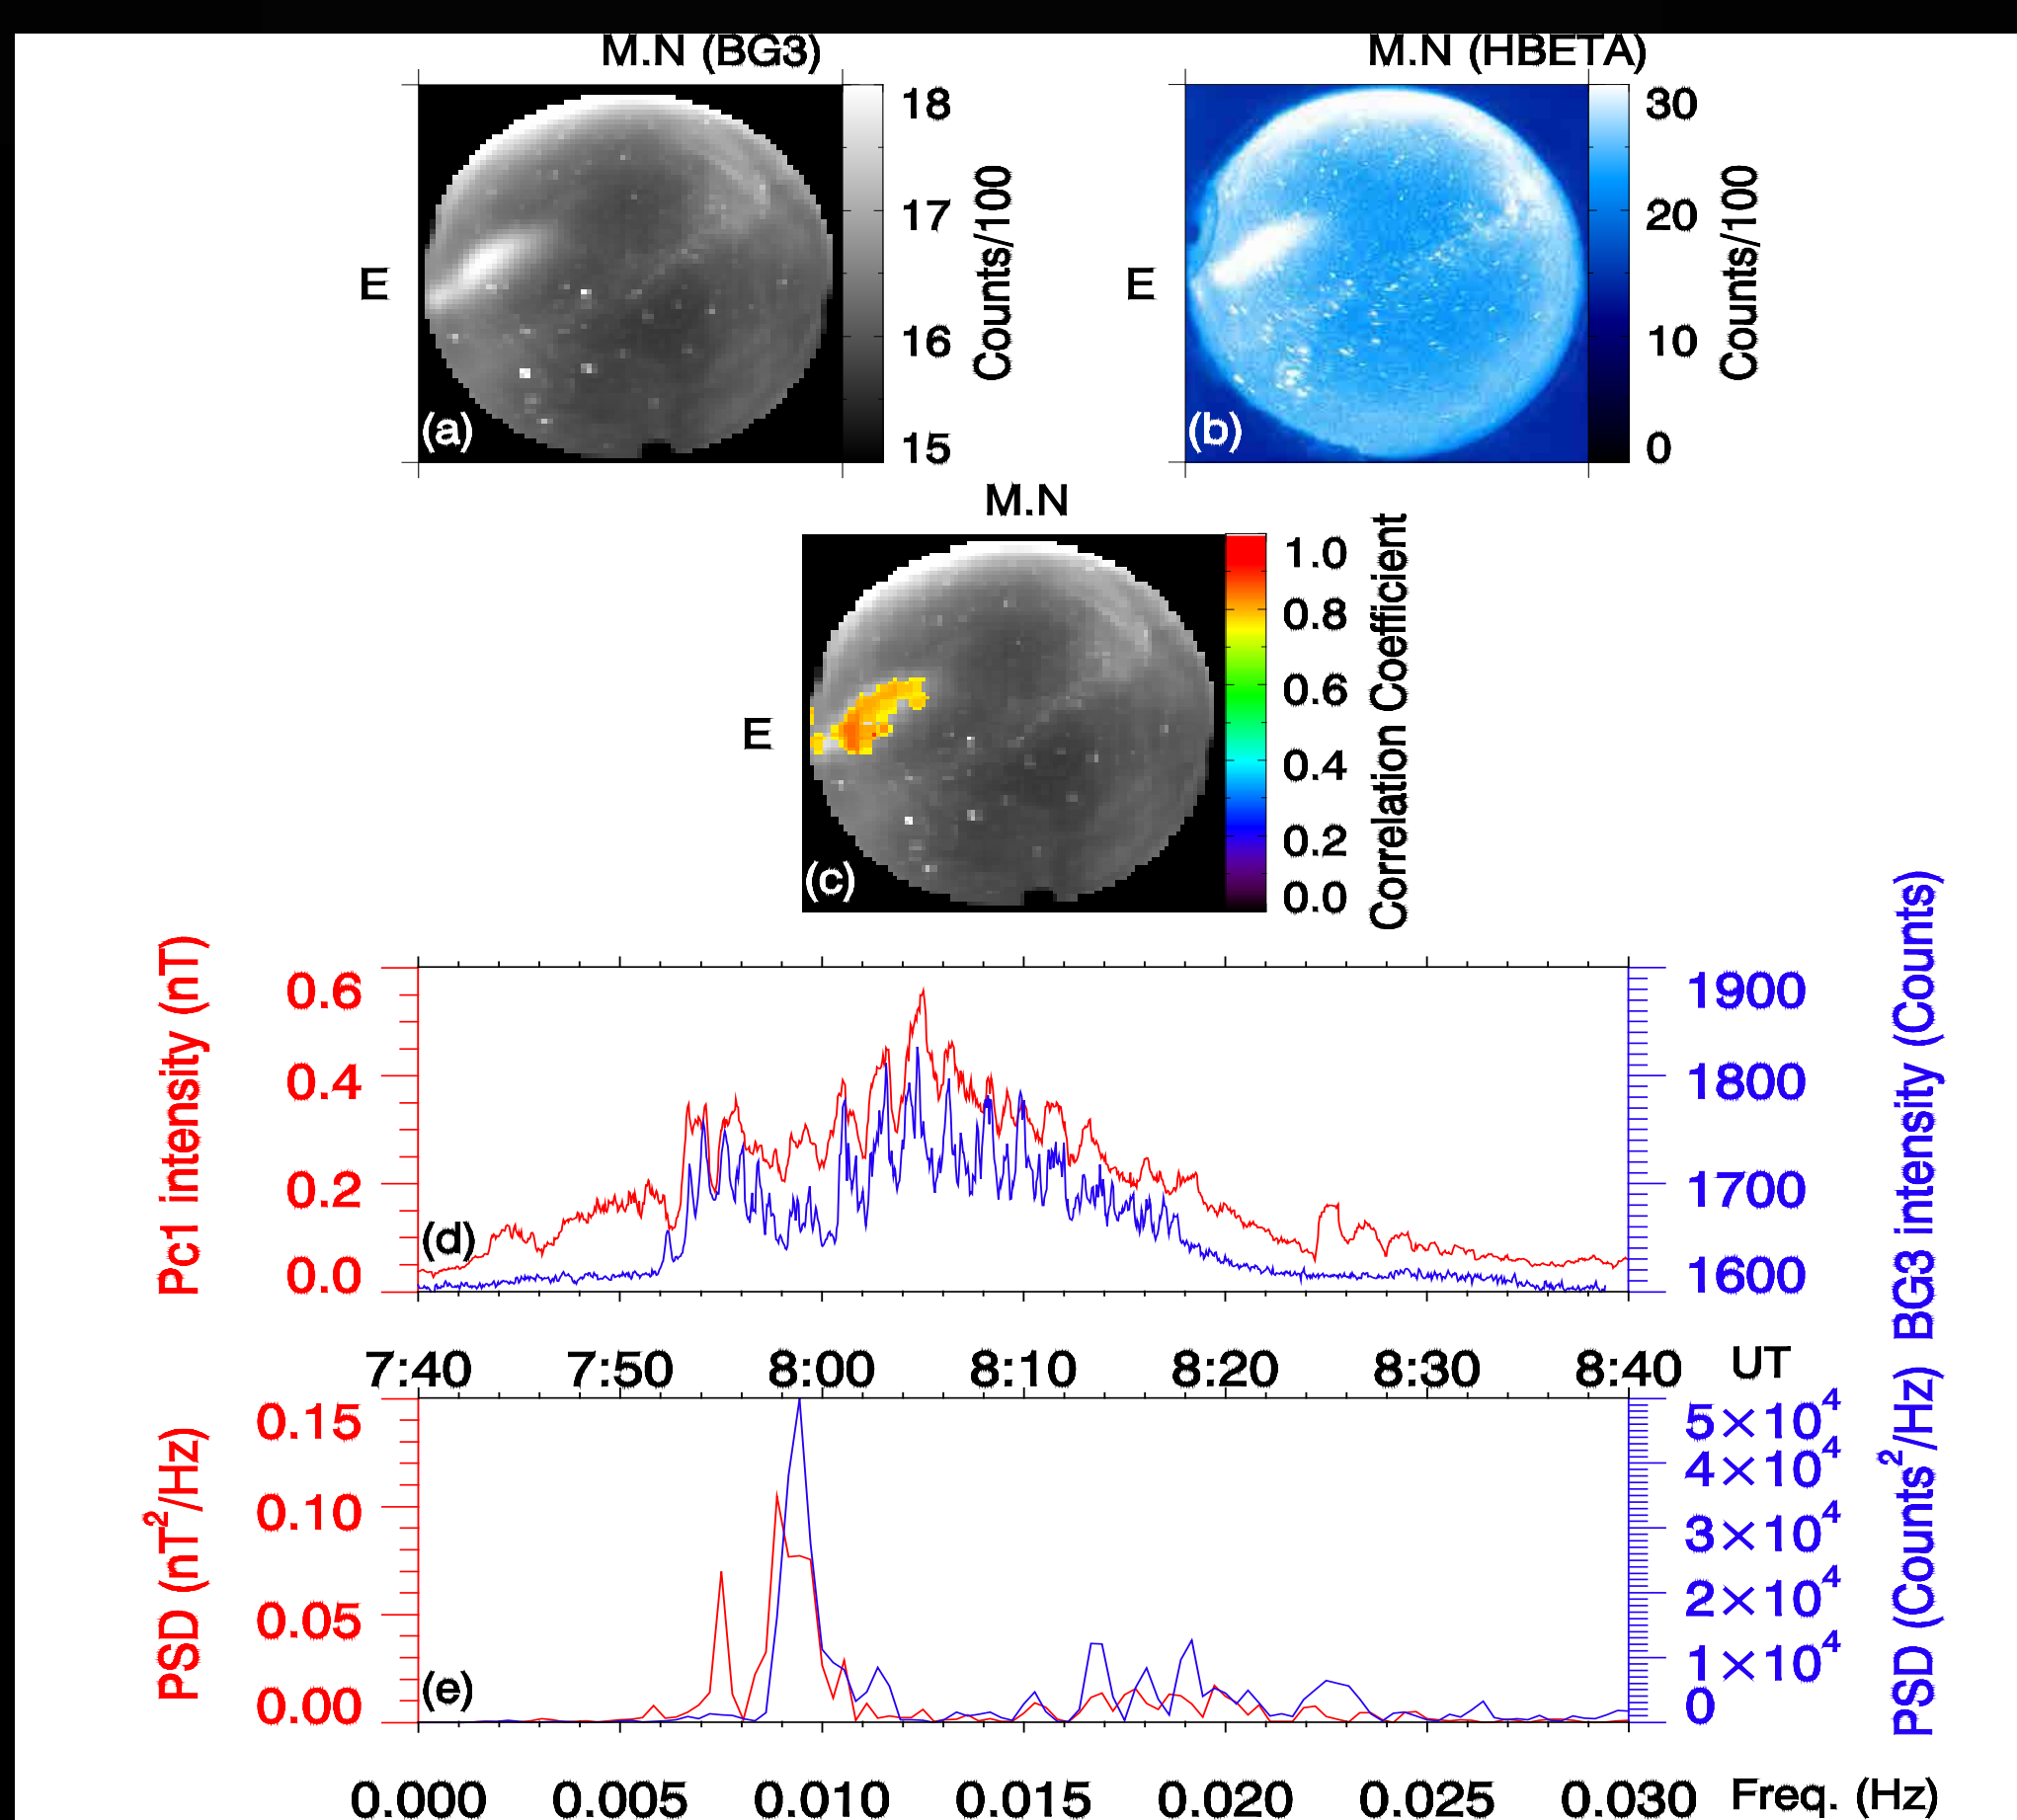 M.N (BG3)
18
17
16
15
Counts/100
E
(a)
M.N (HBETA)
30
20
10
0
Counts/100
E
(b)
M.N
1.0
0.8
0.6
0.4
0.2
0.0
Correlation Coefficient
E
(c)
Pc1 intensity (nT)
0.6
0.4
0.2
0.0
(d)
1900
1800
1700
1600
BG3 intensity (Counts)
7:40 7:50 8:00 8:10 8:20 8:30 8:40 UT
PSD (nT²/Hz)
0.15
0.10
0.05
0.00
(e)
5×10⁴
4×10⁴
3×10⁴
2×10⁴
1×10⁴
0
PSD (Counts²/Hz)
0.000 0.005 0.010 0.015 0.020 0.025 0.030 Freq. (Hz)